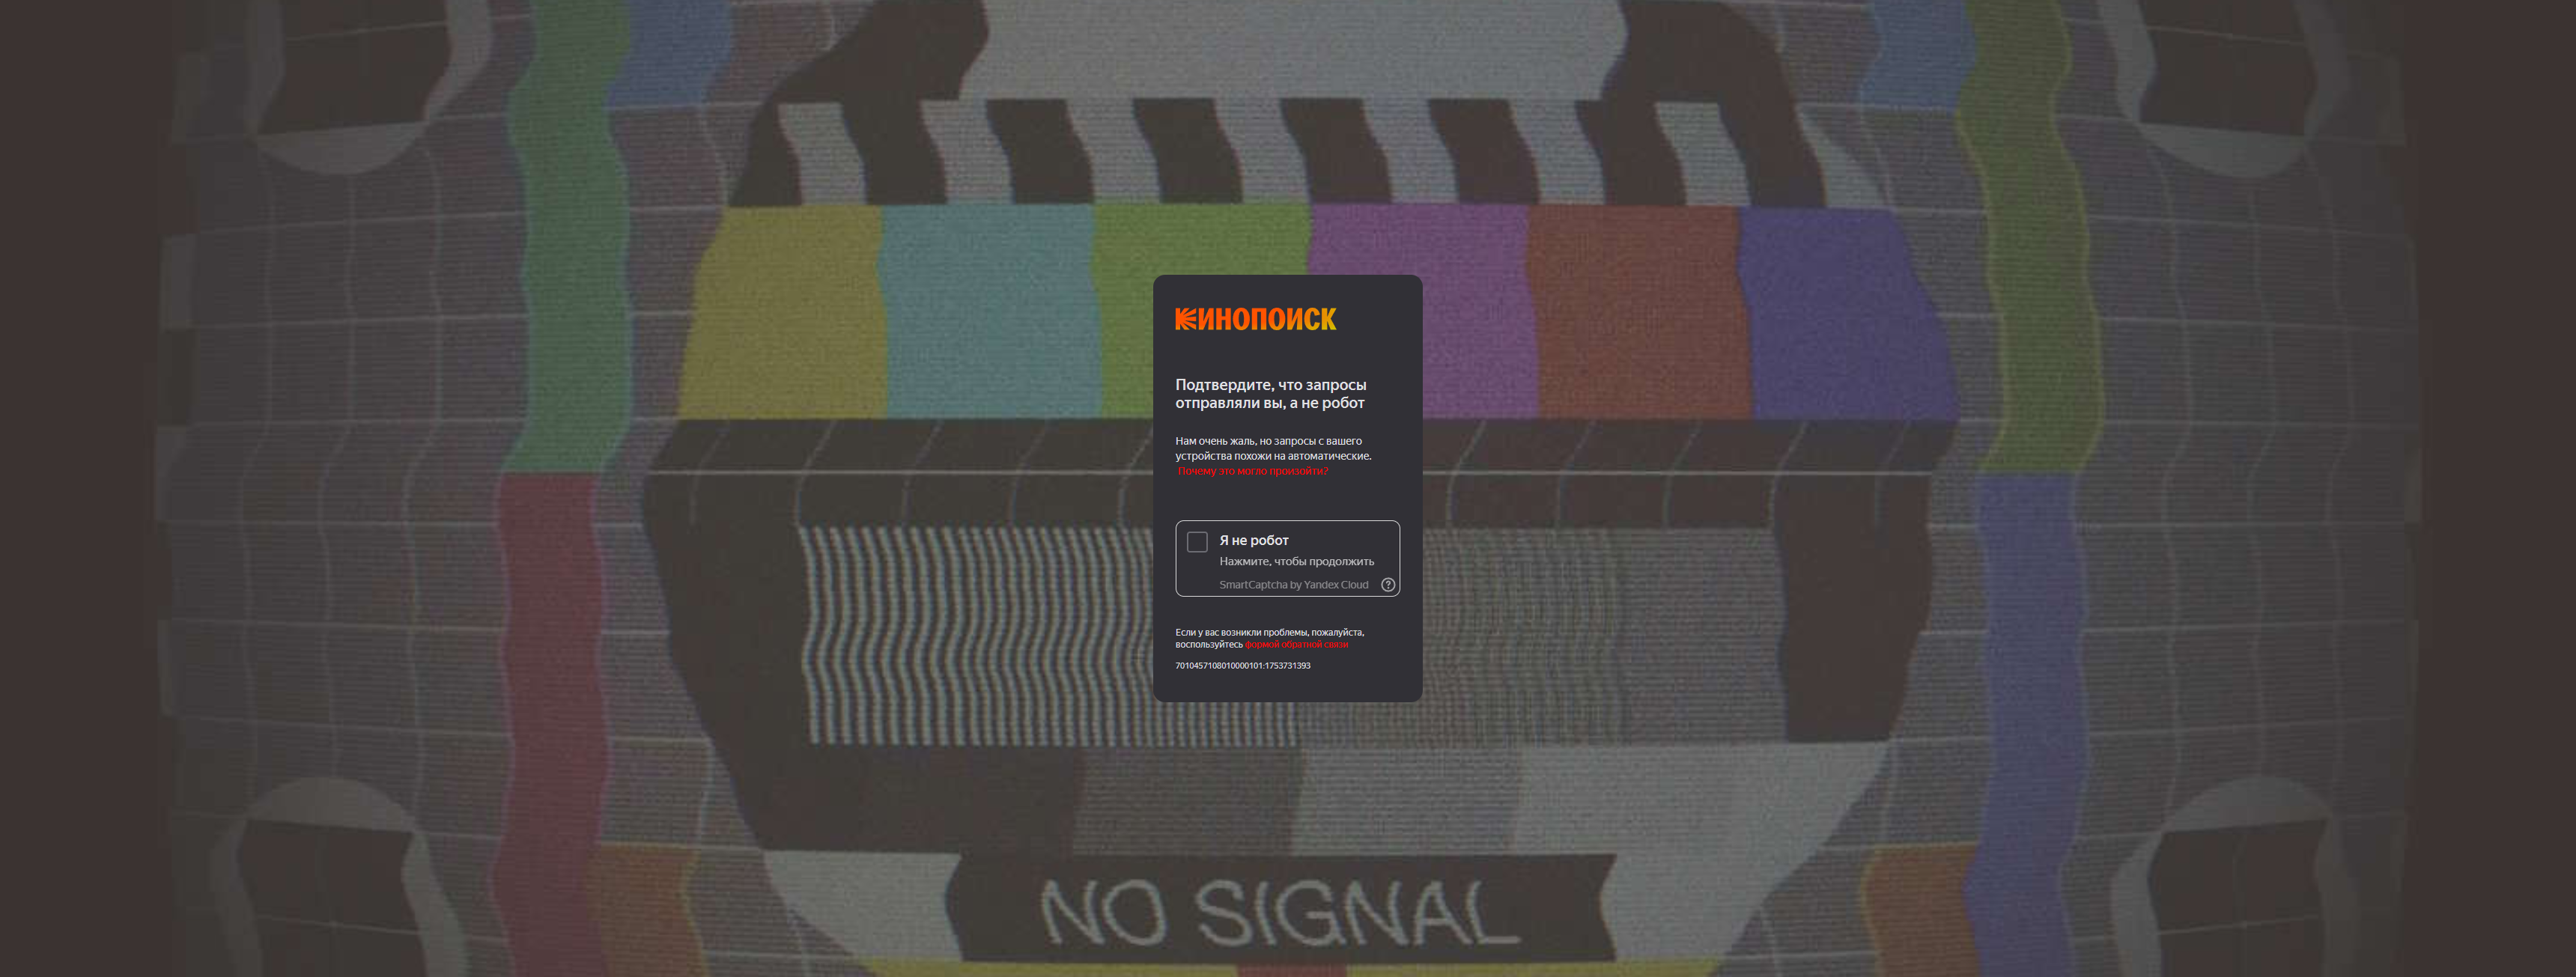 КИНОПОИСК
Подтвердите, что запросы
отправляли вы, а не робот
Нам очень жаль, но запросы с вашего
устройства похожи на автоматические.
Почему это могло произойти?
Я не робот
Нажмите, чтобы продолжить
SmartCaptcha by Yandex Cloud ?
Если у вас возникли проблемы, пожалуйста,
воспользуйтесь формой обратной связи
7010457108010000101:1753731393
NO SIGNAL